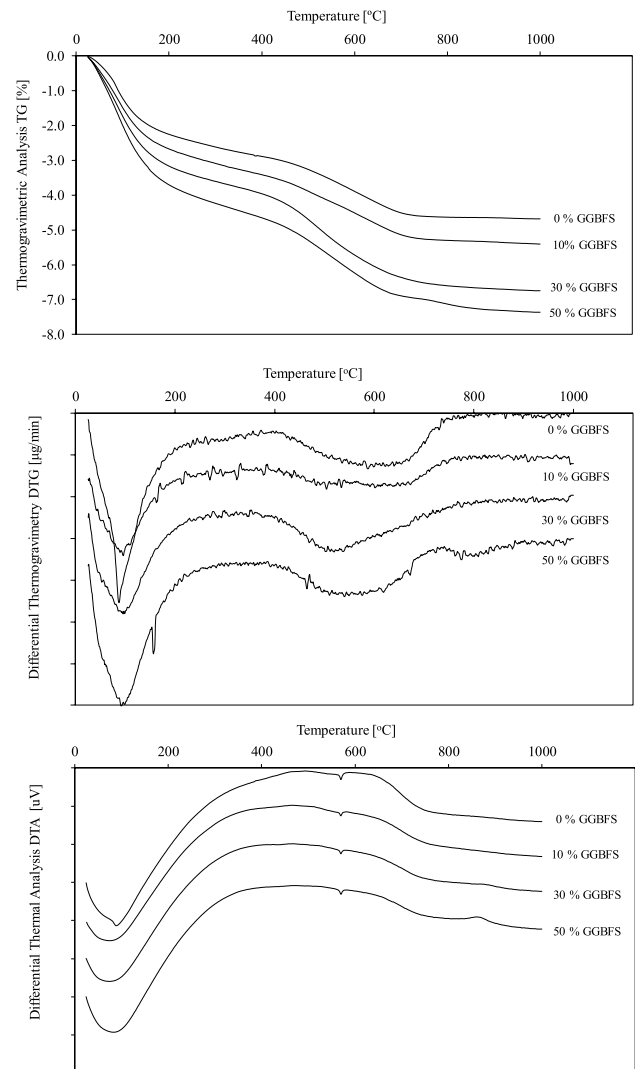 Temperature [ºC]
0 200 400 600 800 1000
Thermogravimetric Analysis TG [%]
0.0
-1.0
-2.0
-3.0
-4.0
-5.0
-6.0
-7.0
-8.0
0 % GGBFS
10% GGBFS
30 % GGBFS
50 % GGBFS
Temperature [ºC]
0 200 400 600 800 1000
Differential Thermogravimetry DTG [µg/min]
0 % GGBFS
10 % GGBFS
30 % GGBFS
50 % GGBFS
Temperature [ºC]
0 200 400 600 800 1000
Differential Thermal Analysis DTA [uV]
0 % GGBFS
10 % GGBFS
30 % GGBFS
50 % GGBFS